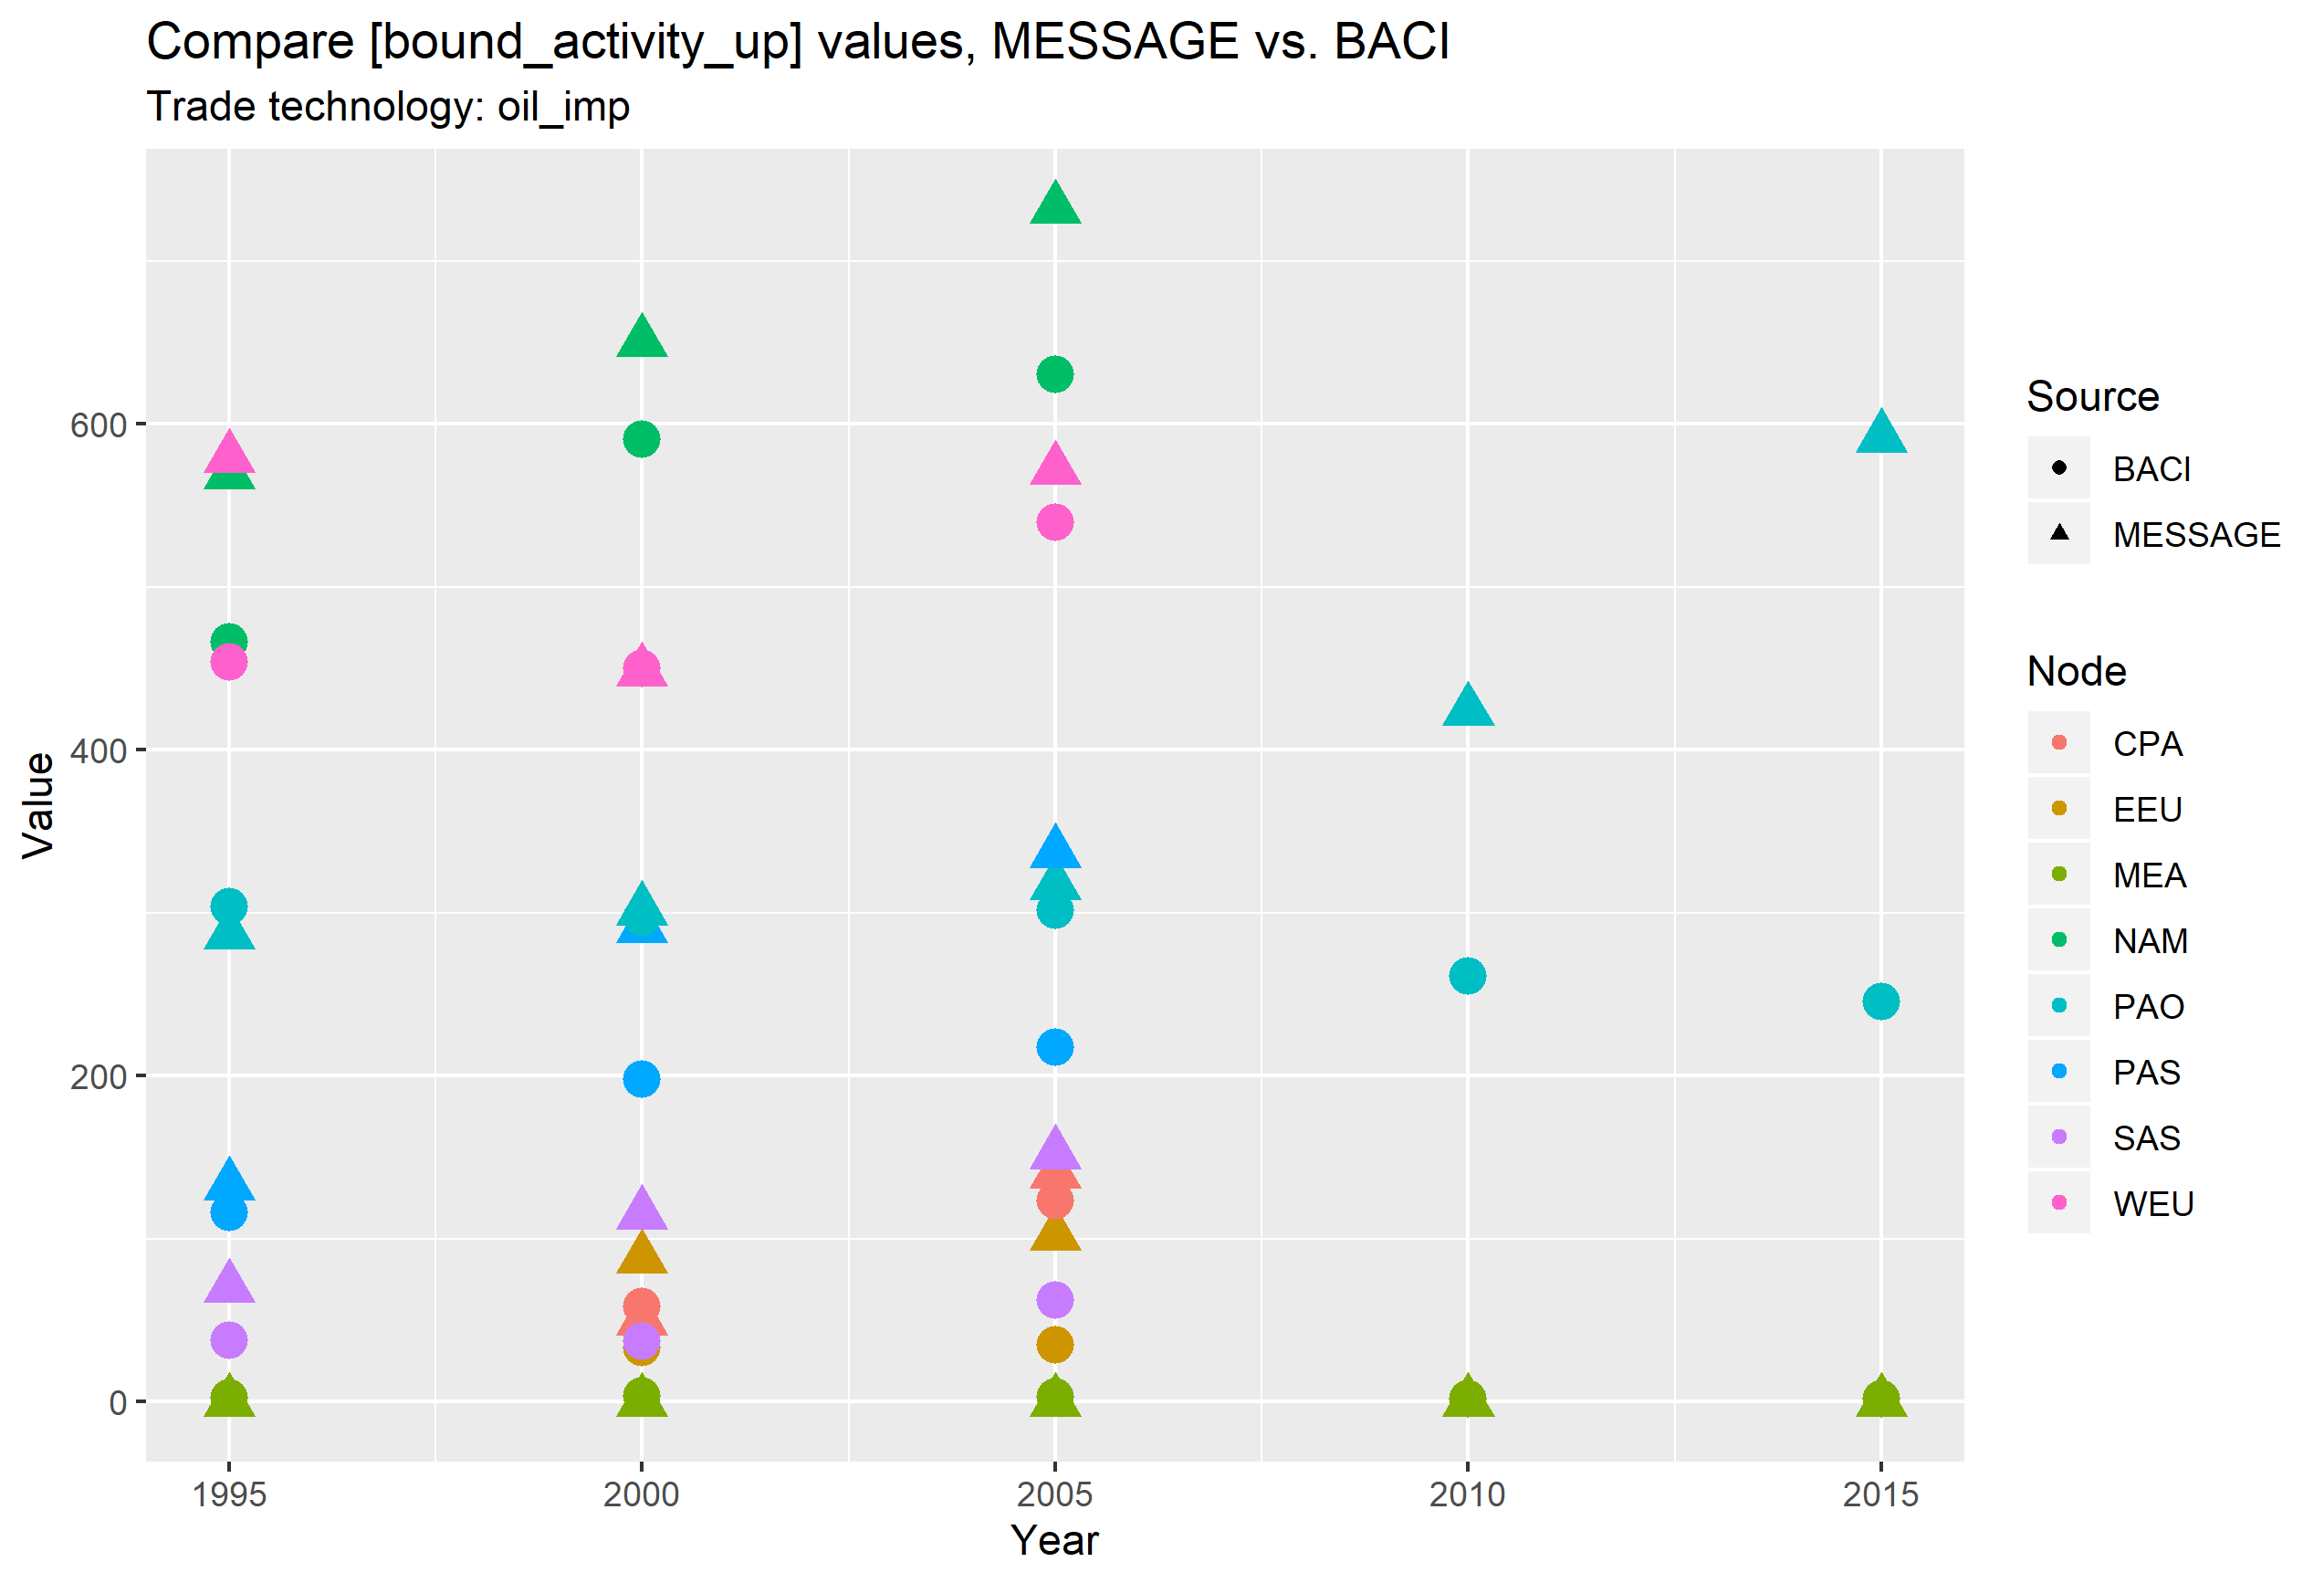 Compare [bound_activity_up] values, MESSAGE vs. BACI
Trade technology: oil_imp
Value
600
400
200
0
1995 2000 2005 2010 2015
Year
Source
BACI
MESSAGE
Node
CPA
EEU
MEA
NAM
PAO
PAS
SAS
WEU